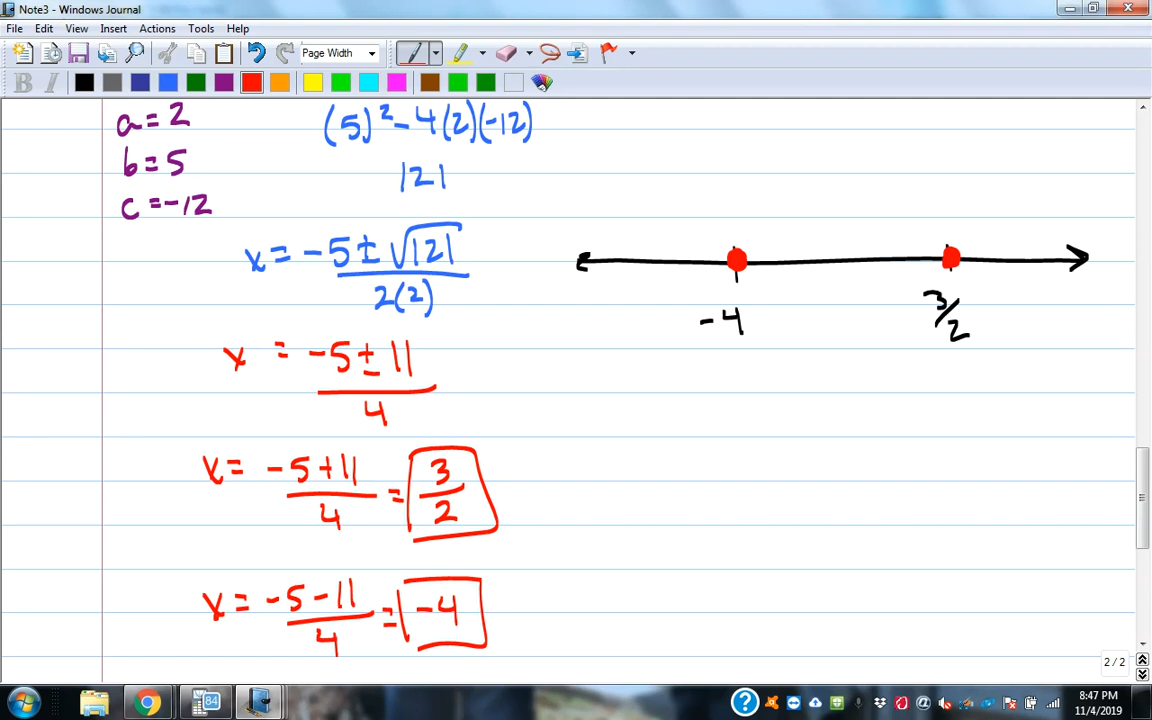 Note3 - Windows Journal
File Edit View Insert Actions Tools Help
Page Width
B I
a = 2
b = 5
c = -12
(5)² - 4(2)(-12)
121
x = -5 ± √121
2(2)
-4
3/2
x = -5 ± 11
4
x = -5 + 11 = 3
4 2
x = -5 - 11 = -4
4
2 / 2
84
8:47 PM
11/4/2019